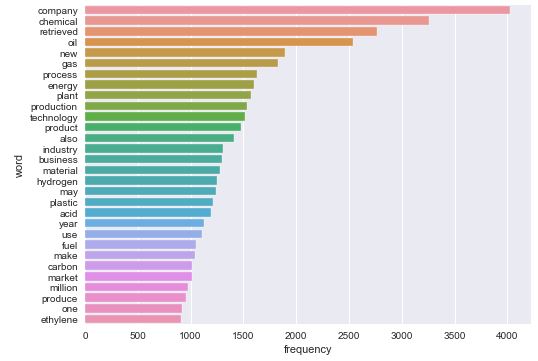 company
chemical
retrieved
oil
new
gas
process
energy
plant
production
technology
product
also
industry
business
material
hydrogen
may
plastic
acid
year
use
fuel
make
carbon
market
million
produce
one
ethylene
word
0 500 1000 1500 2000 2500 3000 3500 4000
frequency